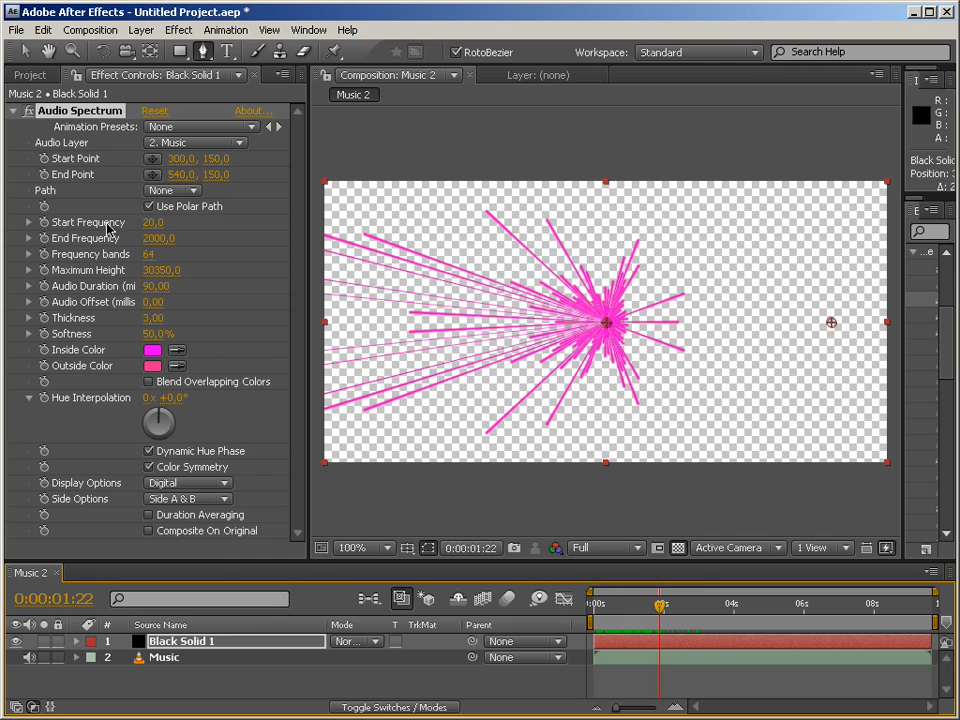 Adobe After Effects - Untitled Project.aep *
File Edit Composition Layer Effect Animation View Window Help
RotoBezier Workspace: Standard Search Help
Project Effect Controls: Black Solid 1 Composition: Music 2 Layer: (none)
Music 2 • Black Solid 1
Music 2
fx Audio Spectrum Reset About...
Animation Presets: None
Audio Layer 2. Music
Start Point 300,0, 150,0
End Point 540,0, 150,0
Path None
Use Polar Path
Start Frequency 20,0
End Frequency 2000,0
Frequency bands 64
Maximum Height 30350,0
Audio Duration (mi 90,00
Audio Offset (millis 0,00
Thickness 3,00
Softness 50,0%
Inside Color
Outside Color
Blend Overlapping Colors
Hue Interpolation 0x+0,0°
Dynamic Hue Phase
Color Symmetry
Display Options Digital
Side Options Side A & B
Duration Averaging
Composite On Original
R :
G :
B :
A :
Black Solid
Position:
Δ: 2
100% 0:00:01:22 Full Active Camera 1 View
Music 2
0:00:01:22
:00s 04s 06s 08s
# Source Name Mode T TrkMat Parent
1 Black Solid 1 Nor... None
2 Music None
Toggle Switches / Modes